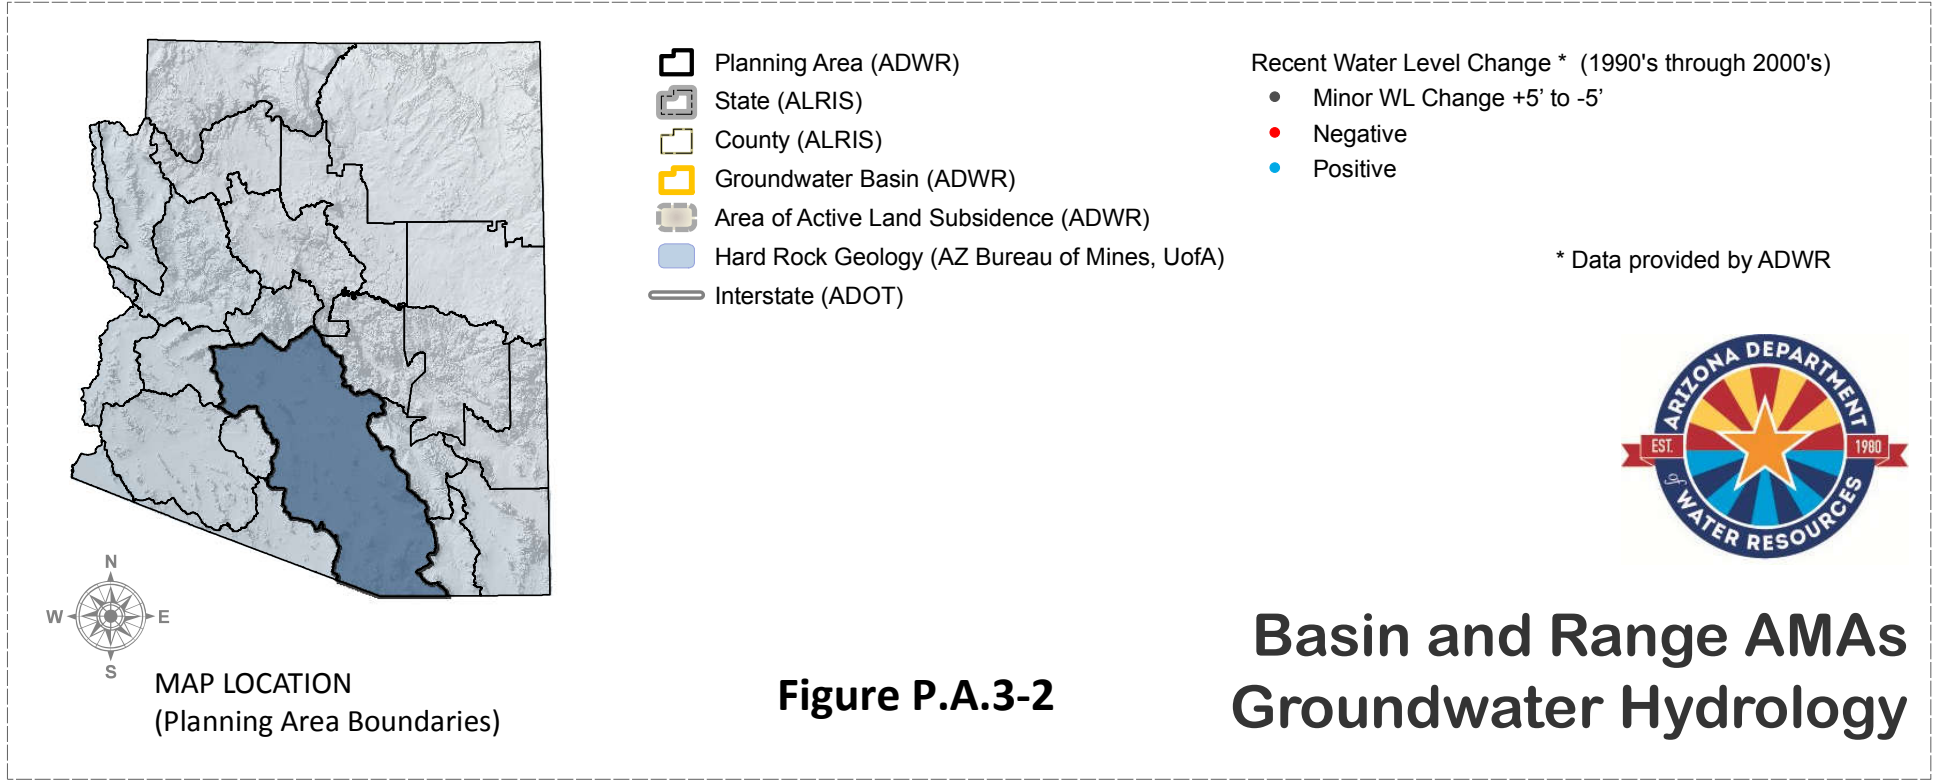 Planning Area (ADWR)
State (ALRIS)
County (ALRIS)
Groundwater Basin (ADWR)
Area of Active Land Subsidence (ADWR)
Hard Rock Geology (AZ Bureau of Mines, UofA)
Interstate (ADOT)
Recent Water Level Change * (1990's through 2000's)
Minor WL Change +5’ to -5’
Negative
Positive
* Data provided by ADWR
ARIZONA DEPARTMENT
EST. 1980
of WATER RESOURCES
N
W E
S
MAP LOCATION
(Planning Area Boundaries)
Figure P.A.3-2
Basin and Range AMAs
Groundwater Hydrology